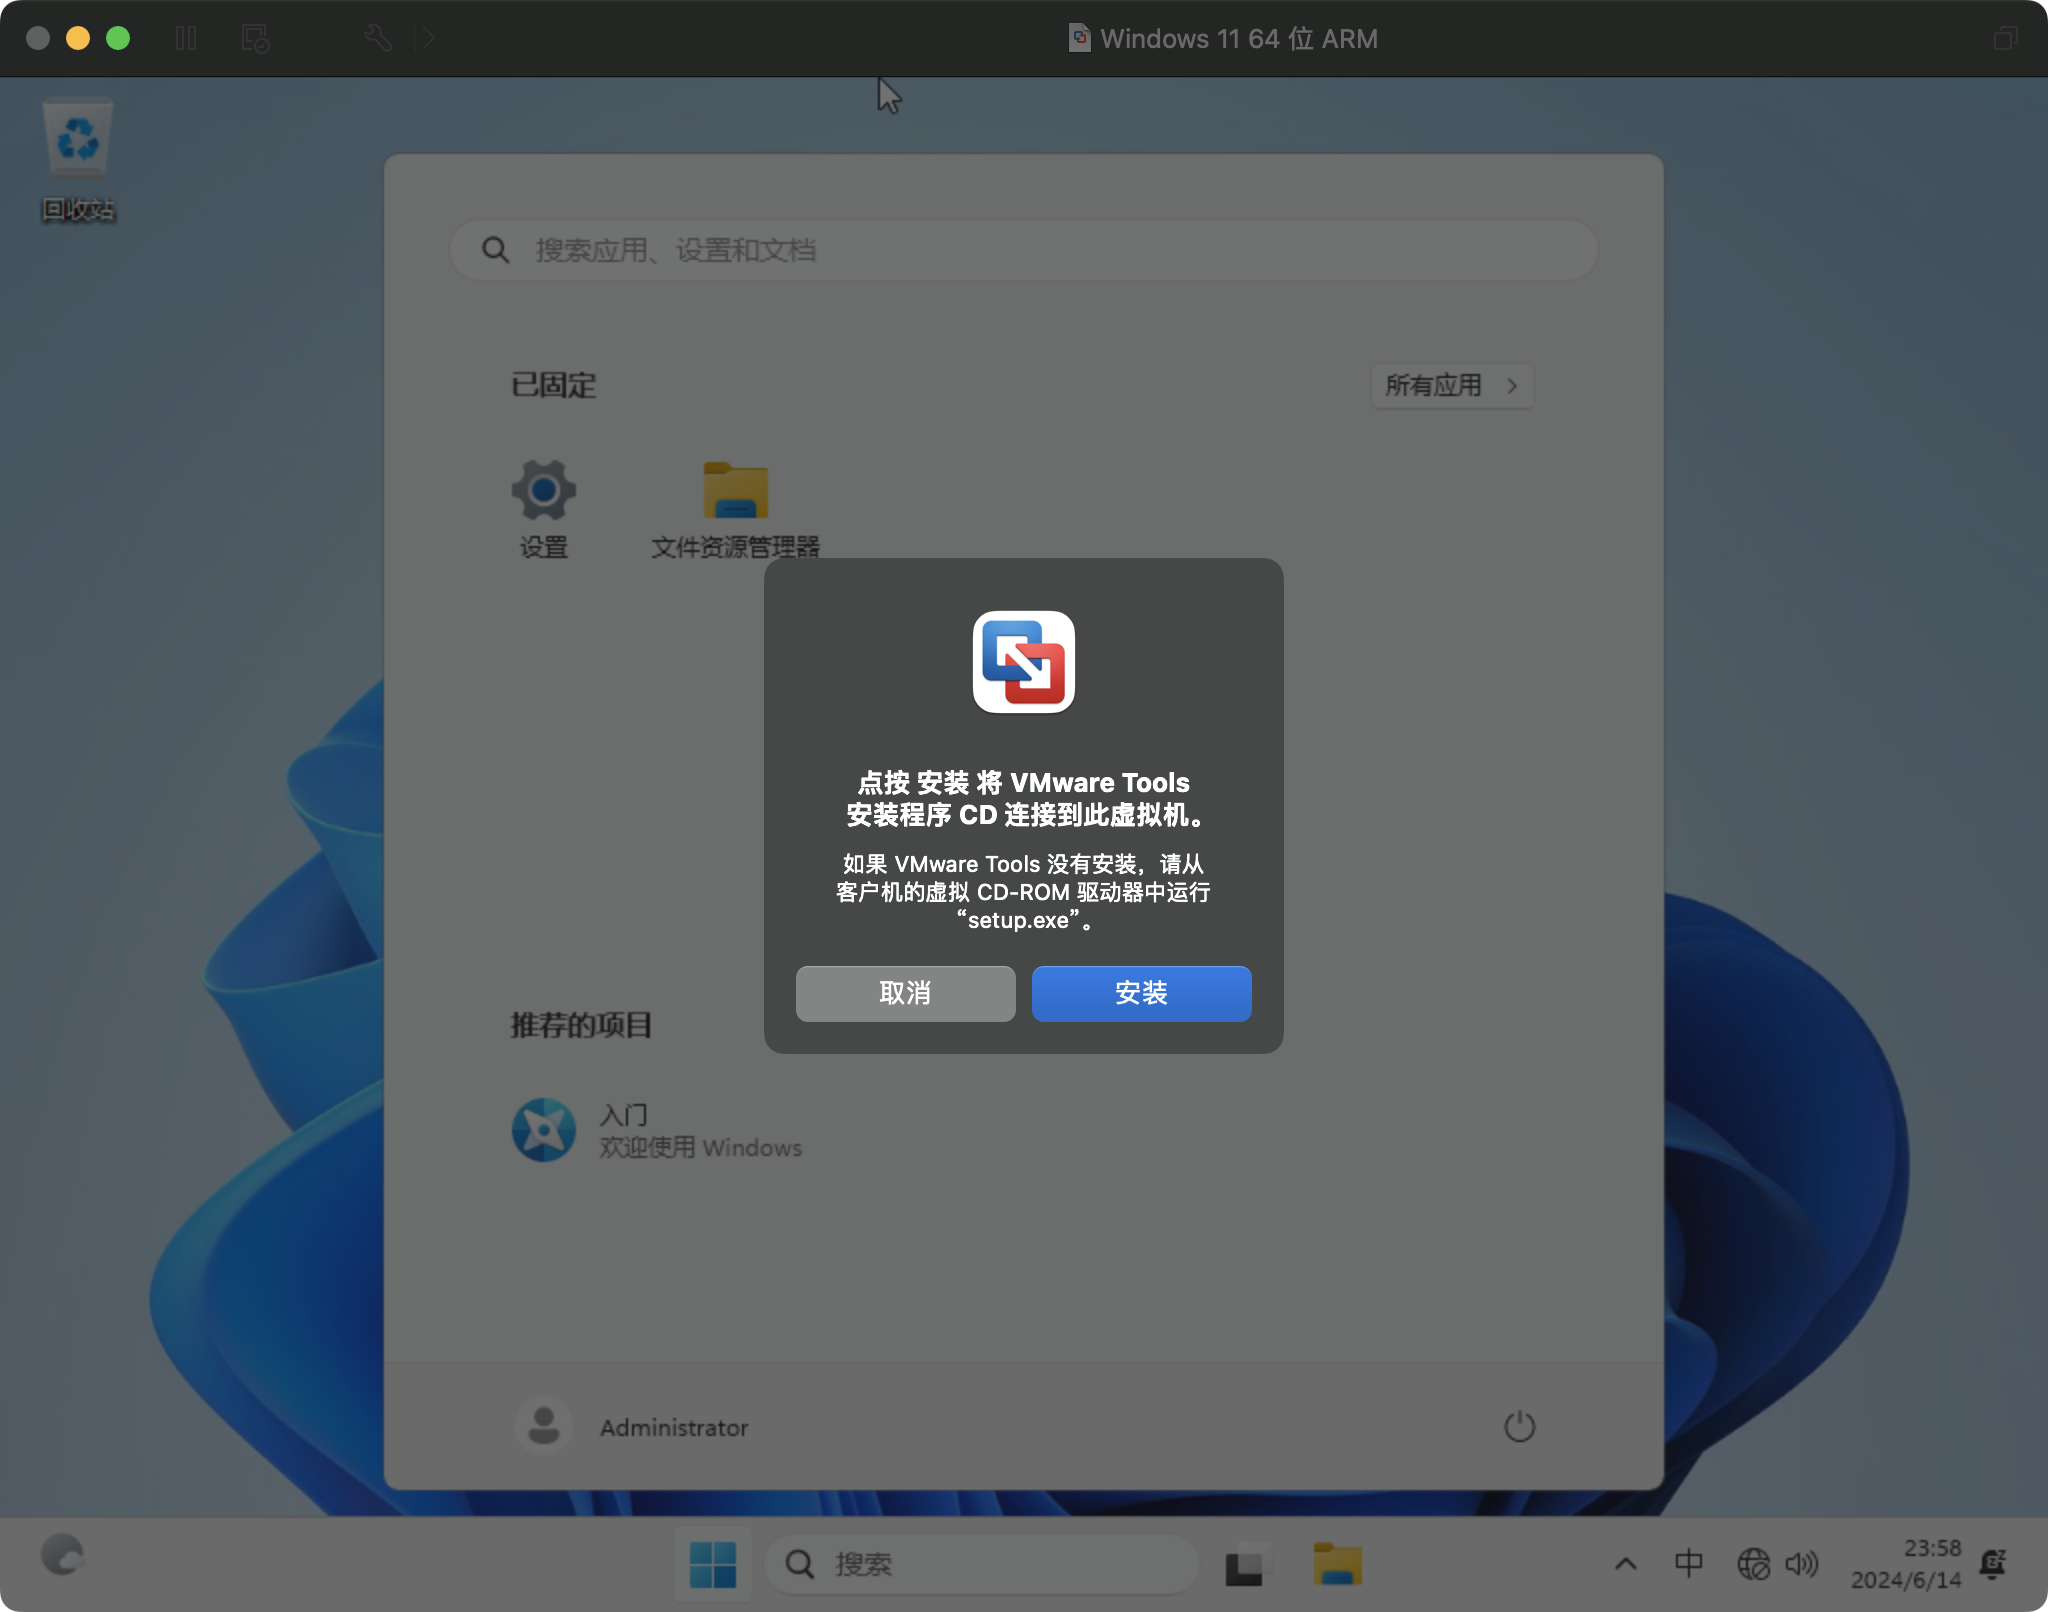 Windows 11 64 位 ARM
回收站
搜索应用、设置和文档
已固定
所有应用
设置
文件资源管理器
点按 安装 将 VMware Tools
安装程序 CD 连接到此虚拟机。
如果 VMware Tools 没有安装，请从
客户机的虚拟 CD-ROM 驱动器中运行
“setup.exe”。
取消
安装
推荐的项目
入门
欢迎使用 Windows
Administrator
搜索
中
23:58
2024/6/14